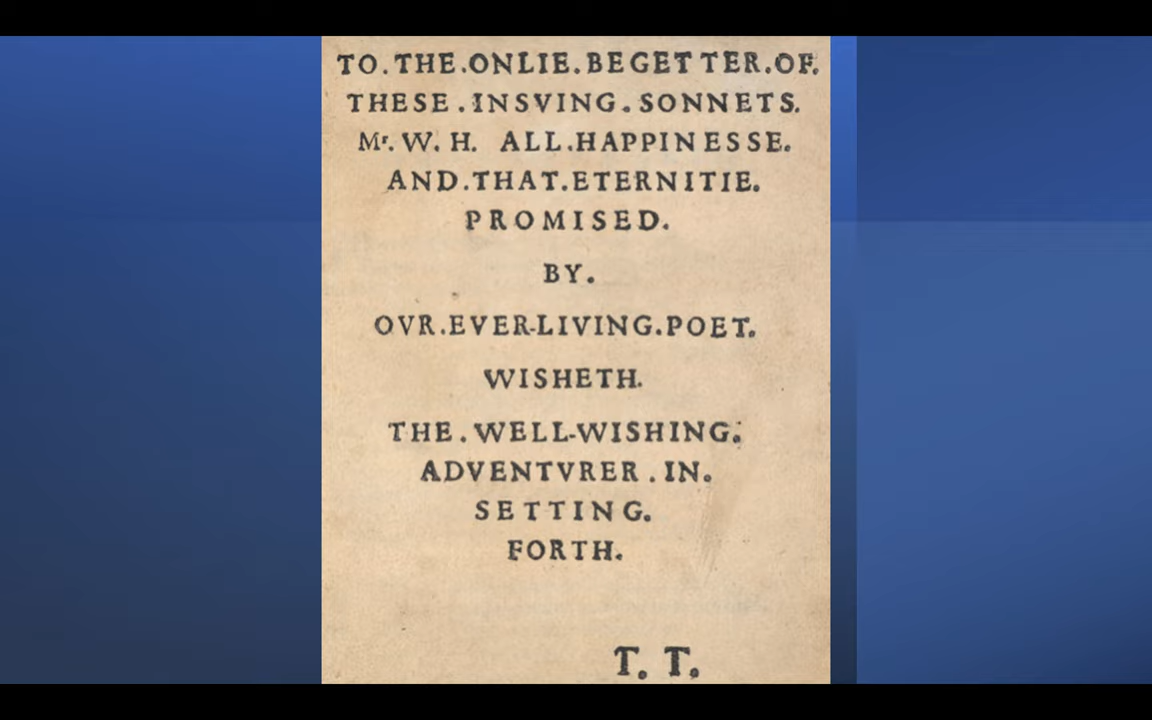 TO.THE.ONLIE.BEGETTER.OF.
THESE.INSVING.SONNETS.
Mr. W. H. ALL.HAPPINESSE.
AND.THAT.ETERNITIE.
PROMISED.
BY.
OVR.EVER-LIVING.POET.
WISHETH.
THE.WELL-WISHING.
ADVENTVRER.IN.
SETTING.
FORTH.
T. T.